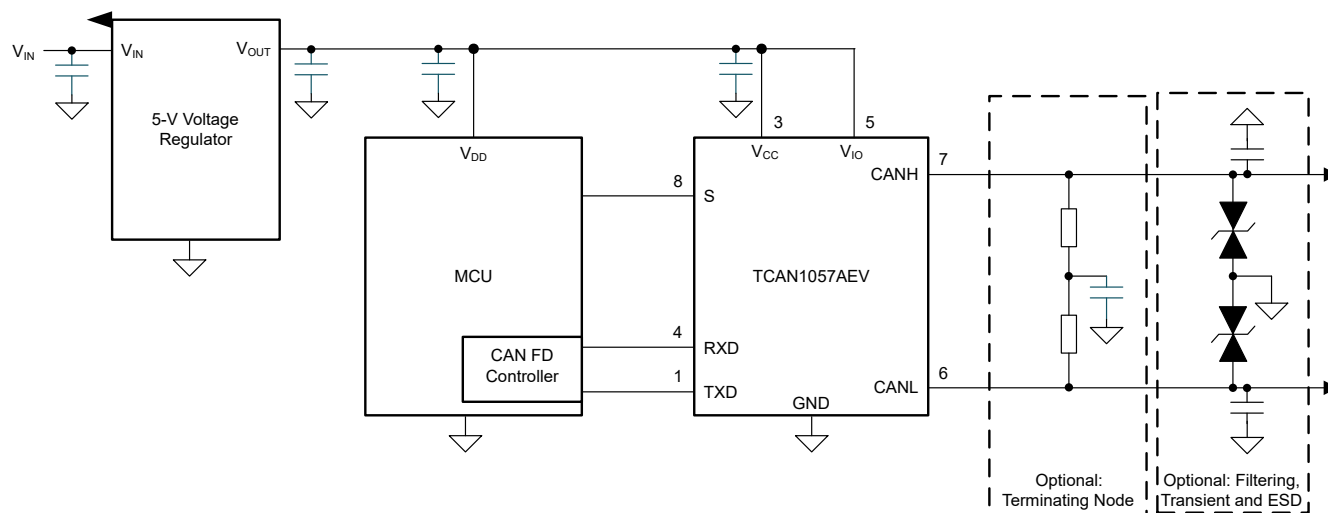 V_IN
V_IN
V_OUT
5-V Voltage
Regulator
3
5
V_DD
V_CC
V_IO
CANH
7
8
S
MCU
TCAN1057AEV
4
RXD
CAN FD
Controller
1
TXD
CANL
6
GND
Optional:
Terminating Node
Optional: Filtering,
Transient and ESD